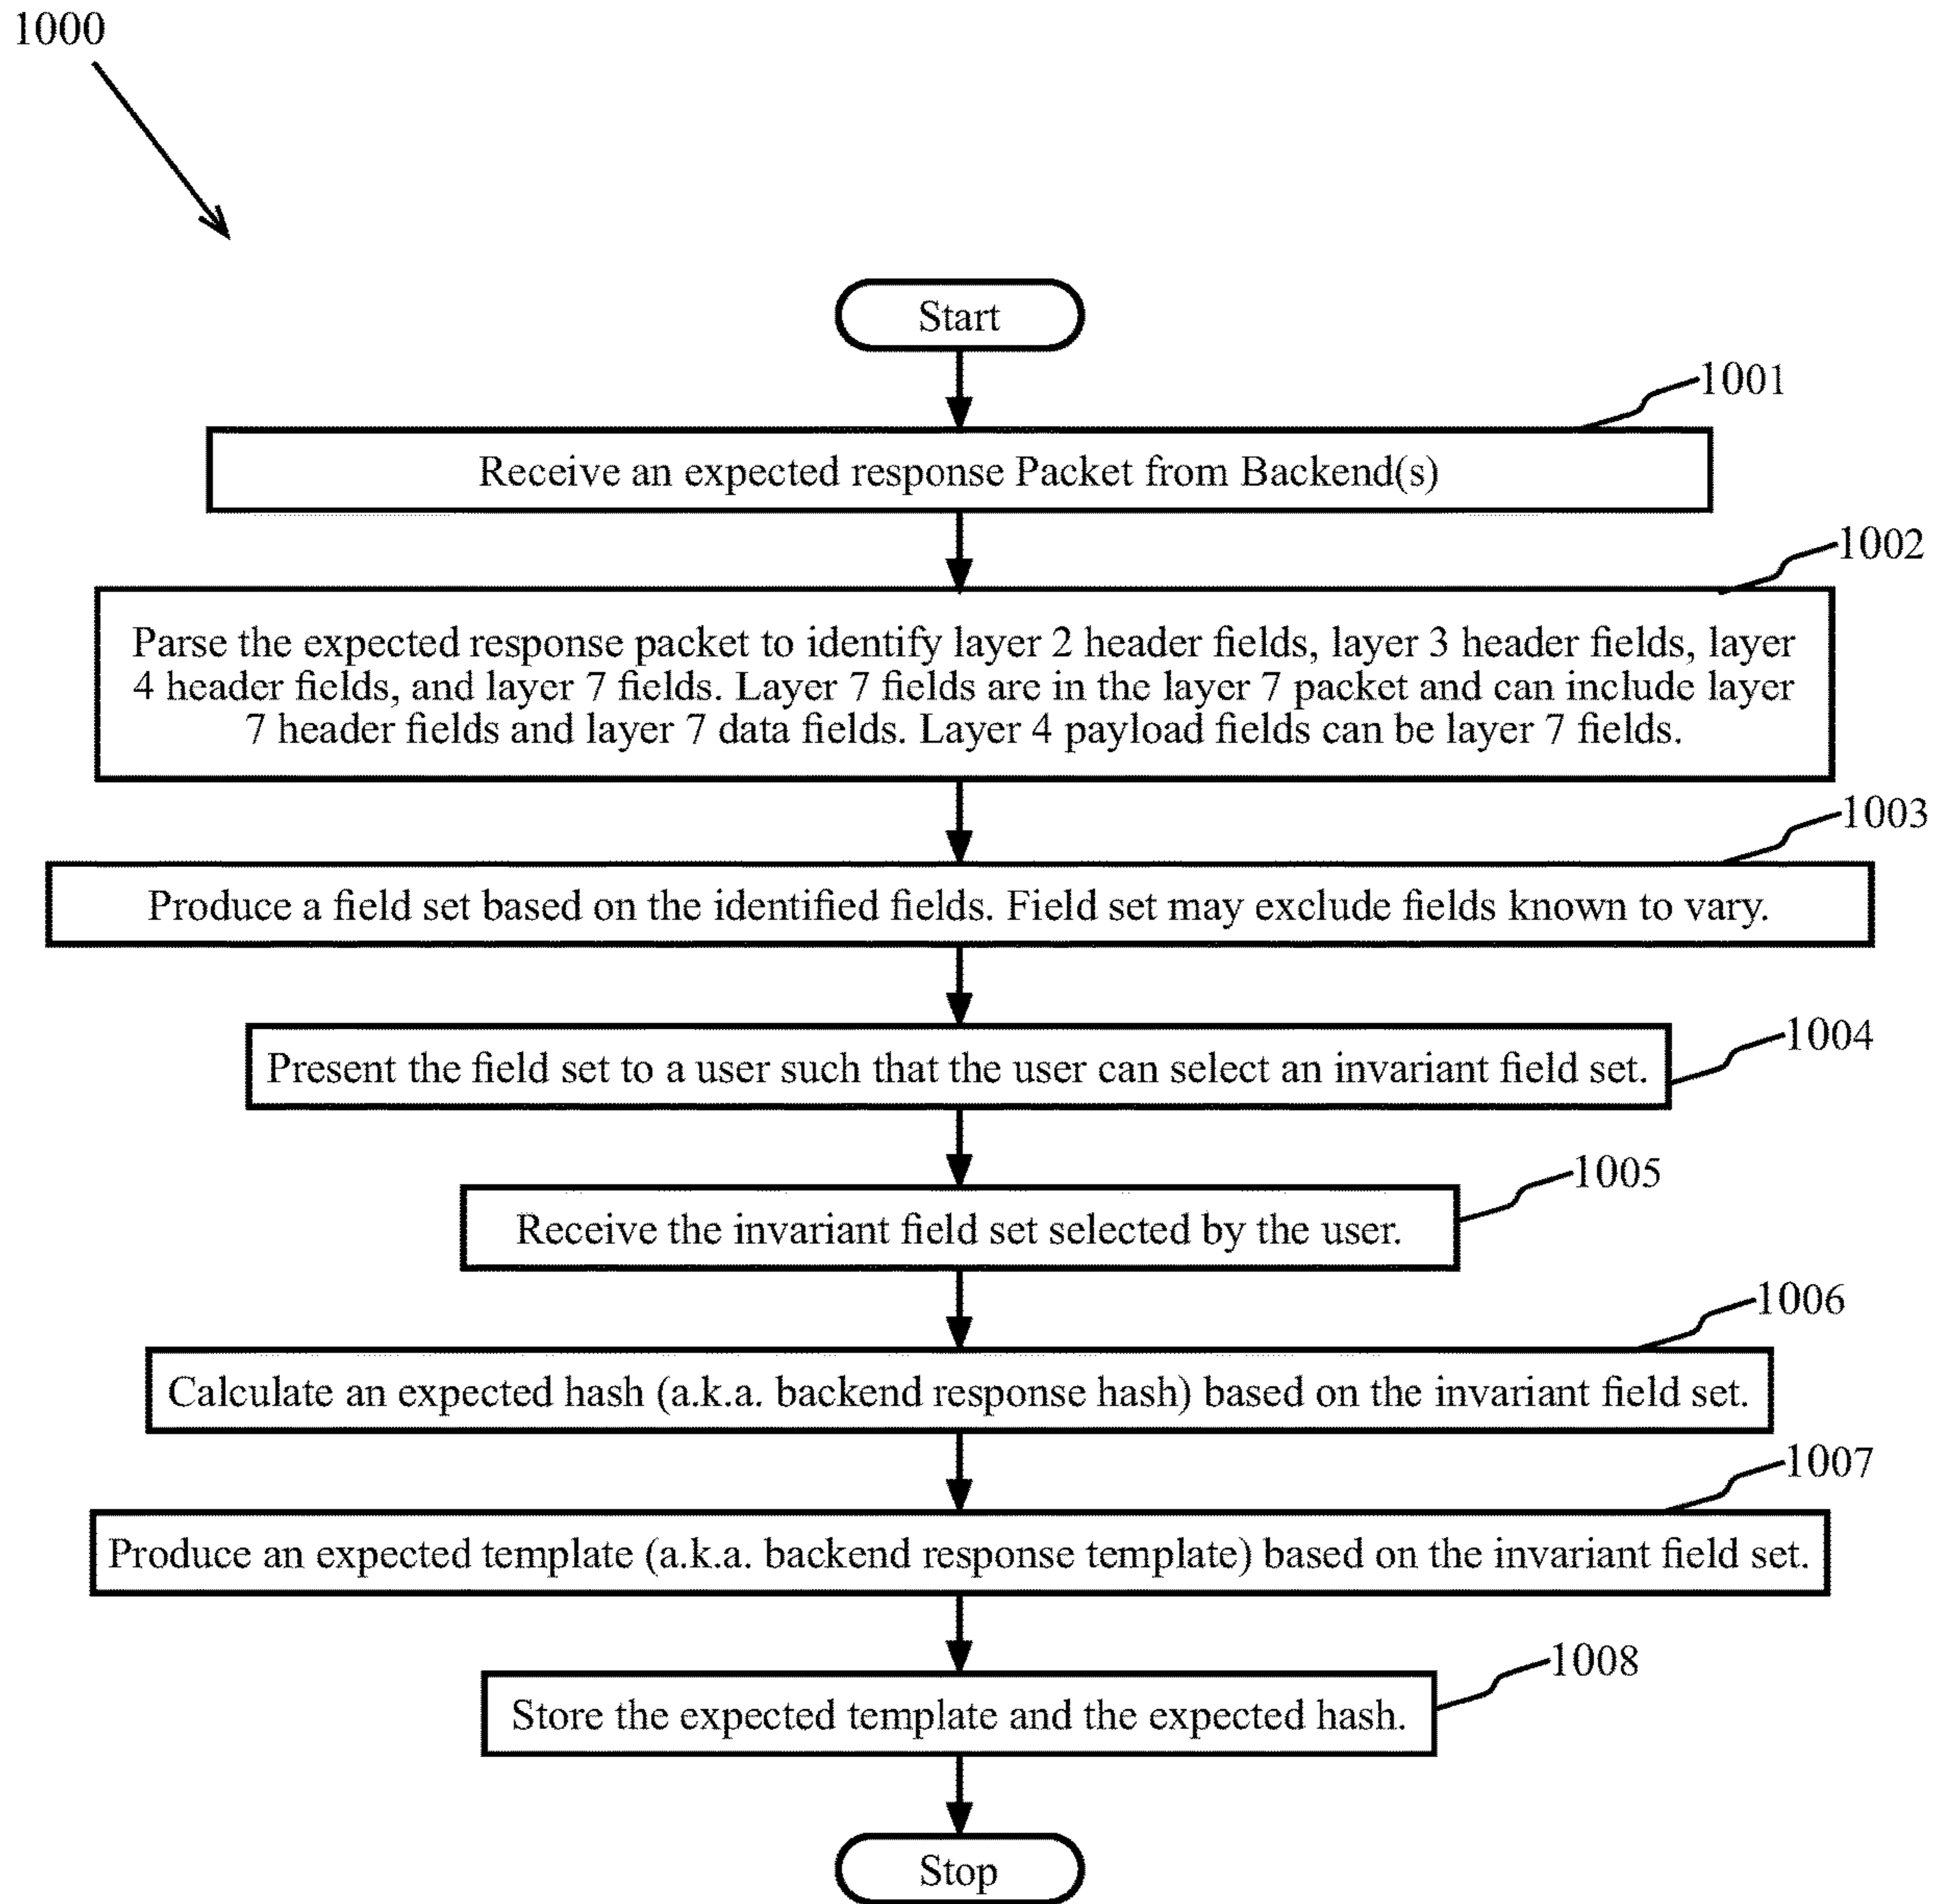 1000
Start
1001
Receive an expected response Packet from Backend(s)
1002
Parse the expected response packet to identify layer 2 header fields, layer 3 header fields, layer
4 header fields, and layer 7 fields. Layer 7 fields are in the layer 7 packet and can include layer
7 header fields and layer 7 data fields. Layer 4 payload fields can be layer 7 fields.
1003
Produce a field set based on the identified fields. Field set may exclude fields known to vary.
1004
Present the field set to a user such that the user can select an invariant field set.
1005
Receive the invariant field set selected by the user.
1006
Calculate an expected hash (a.k.a. backend response hash) based on the invariant field set.
1007
Produce an expected template (a.k.a. backend response template) based on the invariant field set.
1008
Store the expected template and the expected hash.
Stop